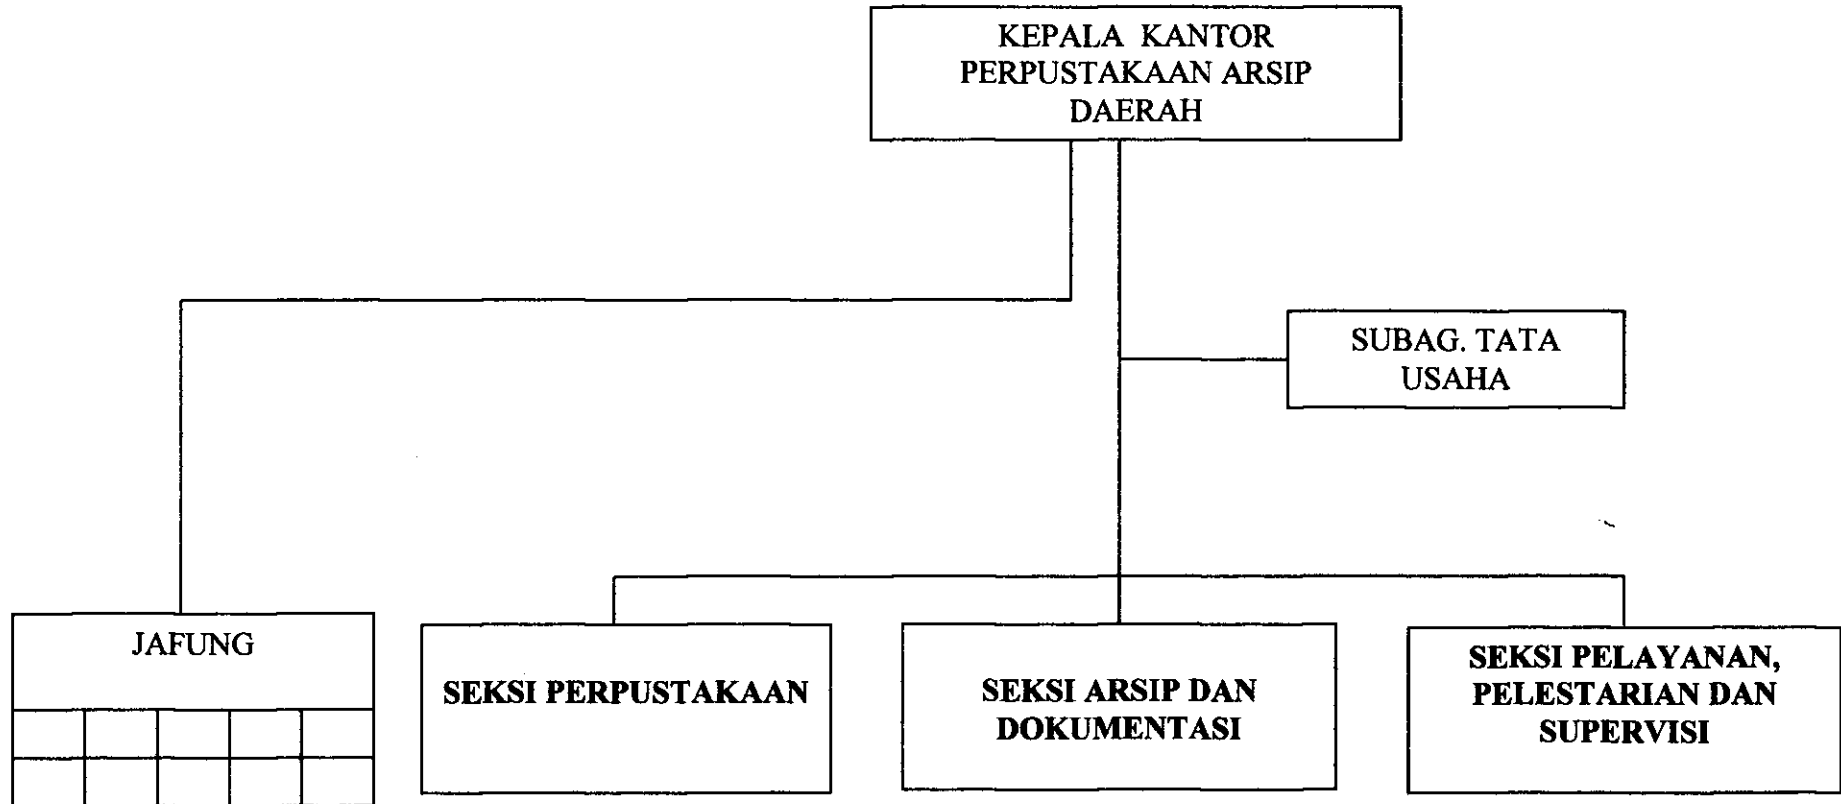 KEPALA KANTOR
PERPUSTAKAAN ARSIP
DAERAH
SUBAG. TATA
USAHA
JAFUNG
SEKSI PERPUSTAKAAN
SEKSI ARSIP DAN
DOKUMENTASI
SEKSI PELAYANAN,
PELESTARIAN DAN
SUPERVISI